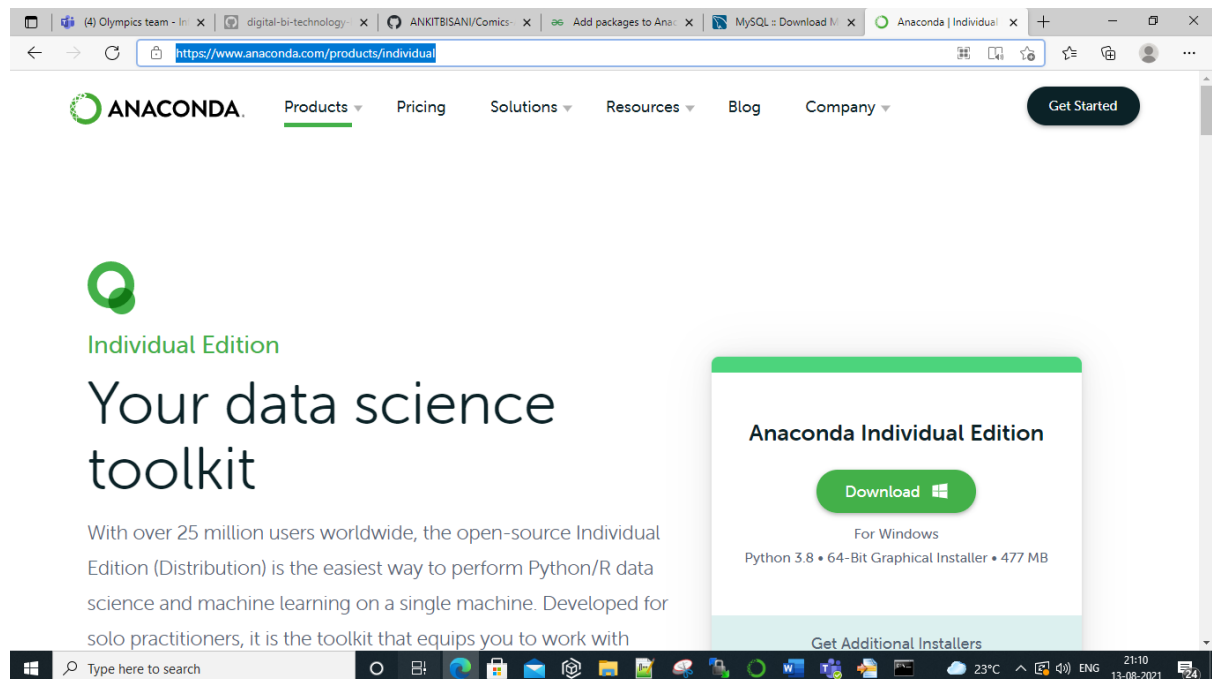 (4) Olympics team - In
digital-bi-technology-
ANKITBISANI/Comics-
Add packages to Anac
MySQL :: Download M
Anaconda | Individual
https://www.anaconda.com/products/individual
ANACONDA.
Products
Pricing
Solutions
Resources
Blog
Company
Get Started
Individual Edition
Your data science
toolkit
With over 25 million users worldwide, the open-source Individual
Edition (Distribution) is the easiest way to perform Python/R data
science and machine learning on a single machine. Developed for
solo practitioners, it is the toolkit that equips you to work with
Anaconda Individual Edition
Download
For Windows
Python 3.8 • 64-Bit Graphical Installer • 477 MB
Get Additional Installers
Type here to search
23°C
ENG
21:10
13-08-2021
24